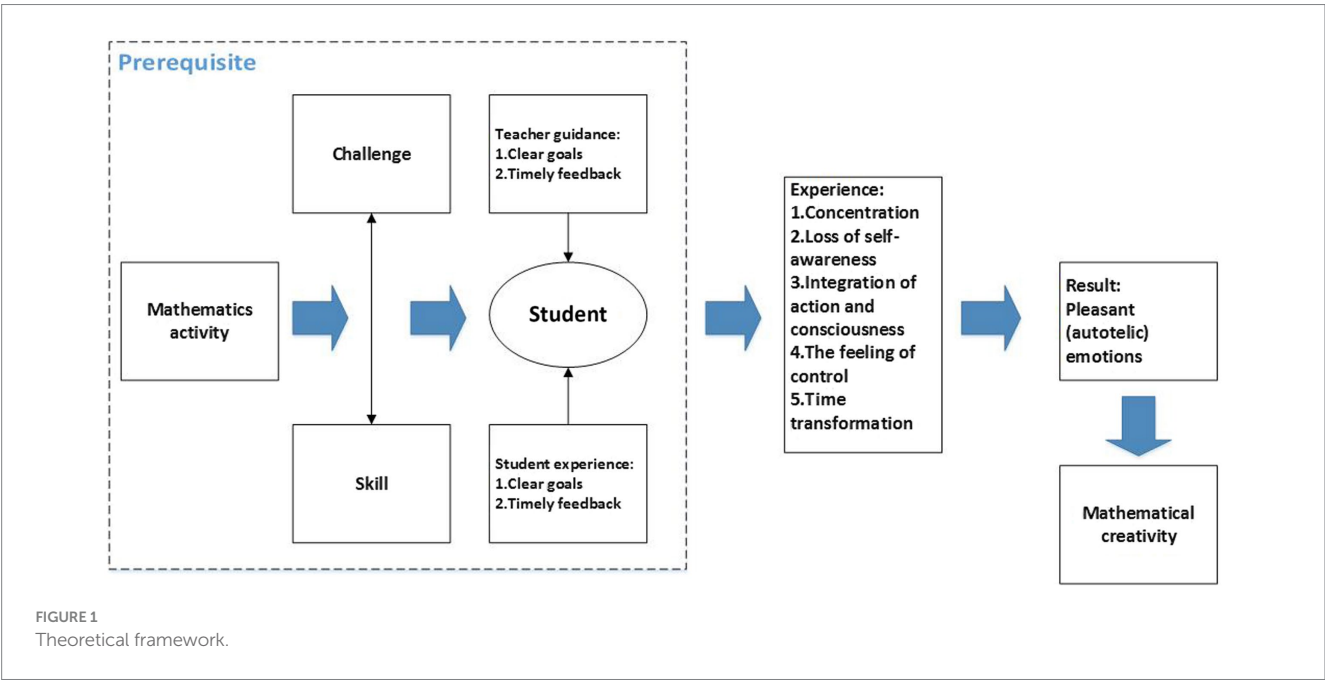 Prerequisite
Challenge
Teacher guidance:
1.Clear goals
2.Timely feedback
Mathematics
activity
Student
Skill
Student experience:
1.Clear goals
2.Timely feedback
Experience:
1.Concentration
2.Loss of self-
awareness
3.Integration of
action and
consciousness
4.The feeling of
control
5.Time
transformation
Result:
Pleasant
(autotelic)
emotions
Mathematical
creativity
FIGURE 1
Theoretical framework.